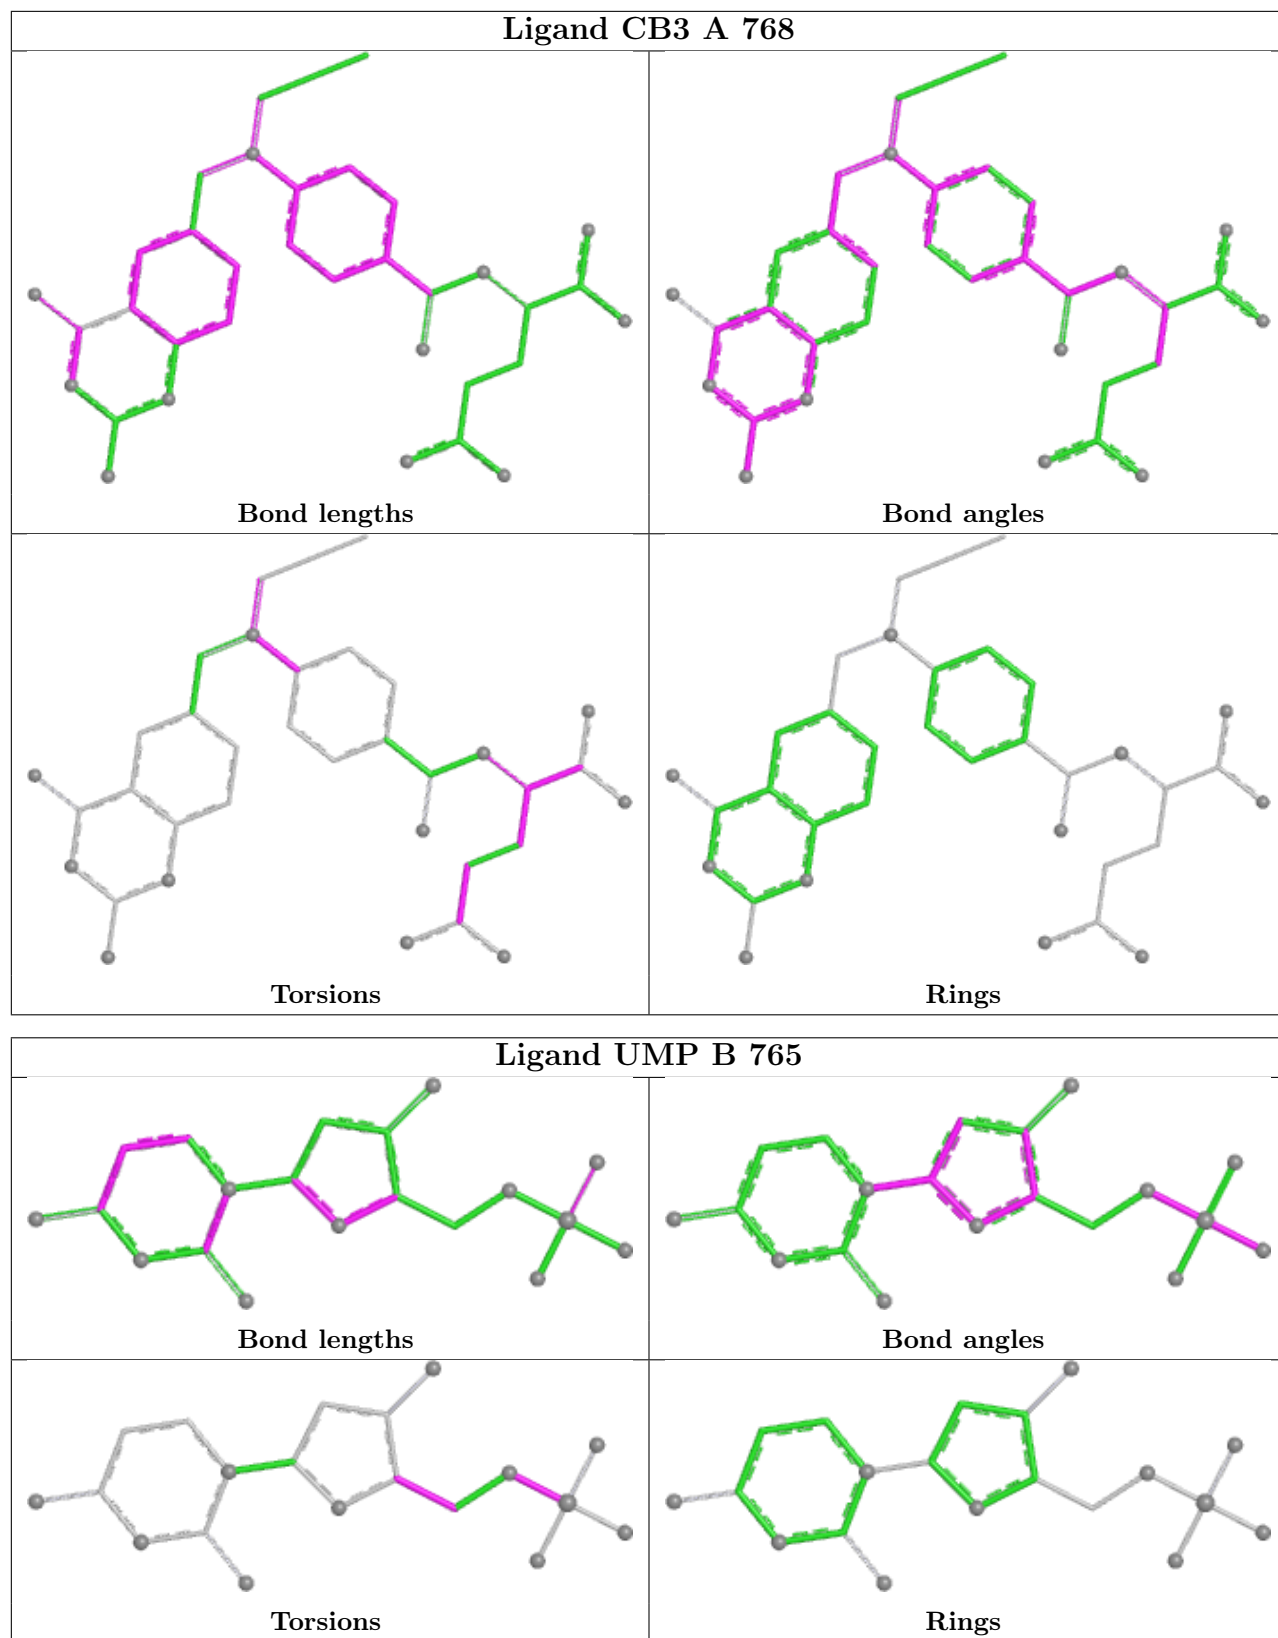 Ligand CB3 A 768
Bond lengths
Bond angles
Torsions
Rings
Ligand UMP B 765
Bond lengths
Bond angles
Torsions
Rings